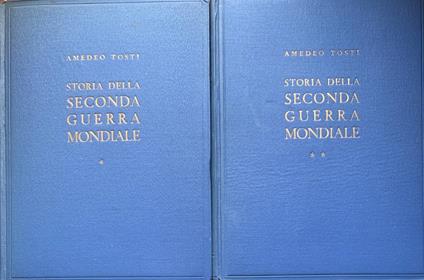 AMEDEO TOSTI
STORIA DELLA
SECONDA
GUERRA
MONDIALE
*
AMEDEO TOSTI
STORIA DELLA
SECONDA
GUERRA
MONDIALE
* *